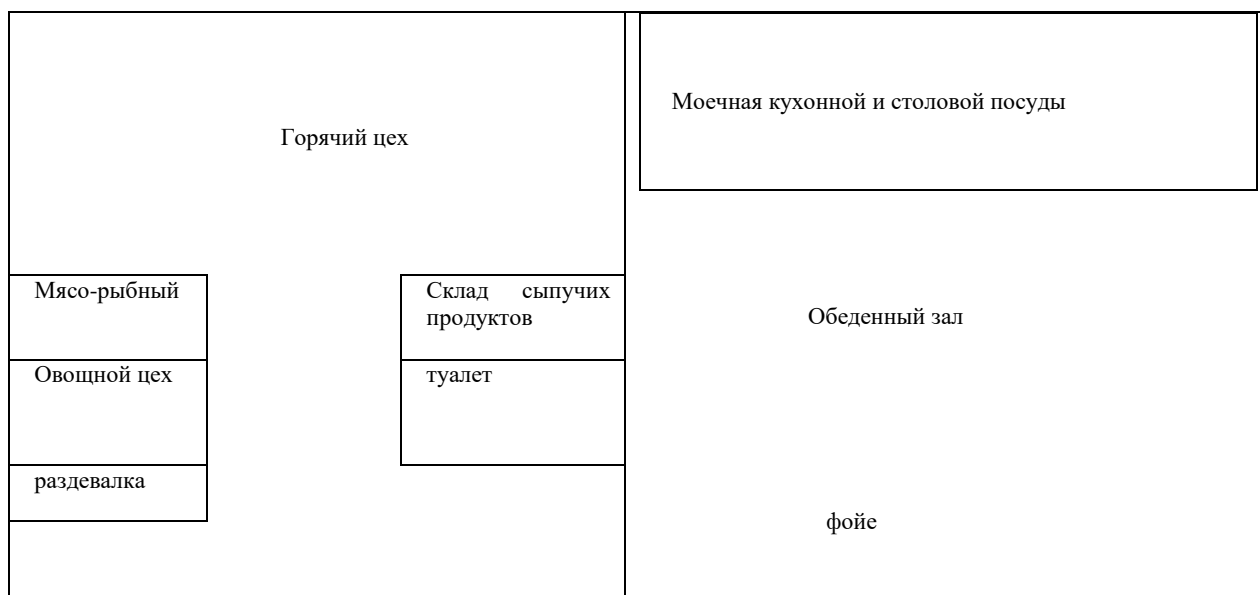 Моечная кухонной и столовой посуды
Горячий цех
Мясо-рыбный
Склад сыпучих
продуктов
Обеденный зал
Овощной цех
туалет
раздевалка
фойе